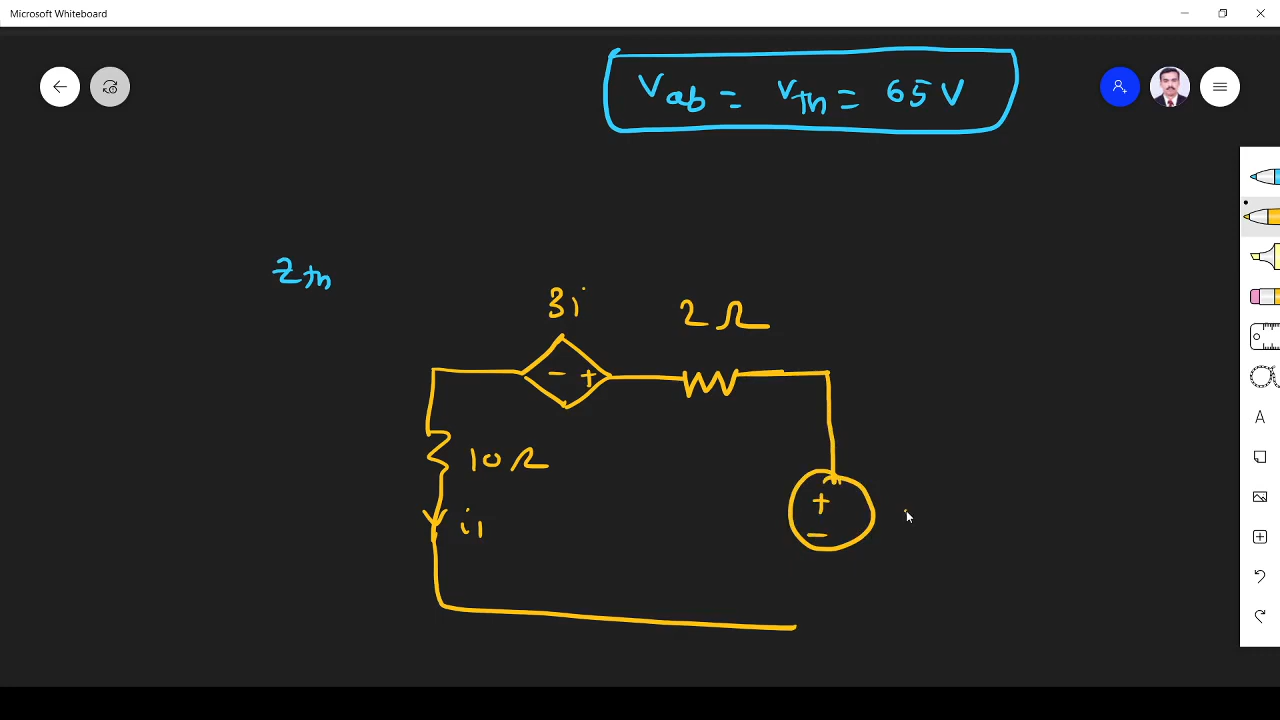 Microsoft Whiteboard
Vab = Vth = 65 V
Zth
3i
2 Ω
- +
10 Ω
+
i1
-
A